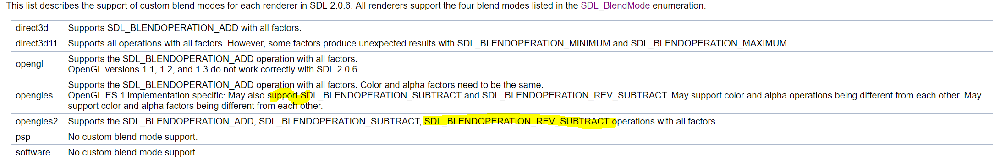 This list describes the support of custom blend modes for each renderer in SDL 2.0.6. All renderers support the four blend modes listed in the SDL_BlendMode enumeration.
direct3d Supports SDL_BLENDOPERATION_ADD with all factors.
direct3d11 Supports all operations with all factors. However, some factors produce unexpected results with SDL_BLENDOPERATION_MINIMUM and SDL_BLENDOPERATION_MAXIMUM.
opengl Supports the SDL_BLENDOPERATION_ADD operation with all factors.
OpenGL versions 1.1, 1.2, and 1.3 do not work correctly with SDL 2.0.6.
opengles Supports the SDL_BLENDOPERATION_ADD operation with all factors. Color and alpha factors need to be the same.
OpenGL ES 1 implementation specific: May also support SDL_BLENDOPERATION_SUBTRACT and SDL_BLENDOPERATION_REV_SUBTRACT. May support color and alpha operations being different from each other. May
support color and alpha factors being different from each other.
opengles2 Supports the SDL_BLENDOPERATION_ADD, SDL_BLENDOPERATION_SUBTRACT, SDL_BLENDOPERATION_REV_SUBTRACT operations with all factors.
psp No custom blend mode support.
software No custom blend mode support.